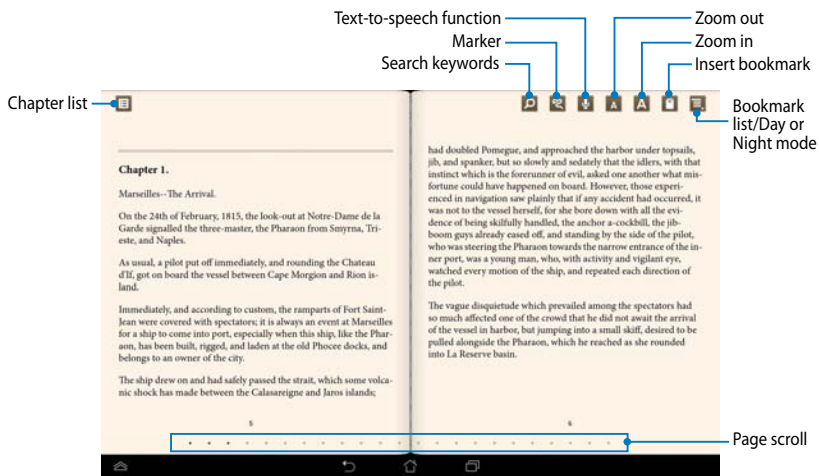 Text-to-speech function
Marker
Search keywords
Zoom out
Zoom in
Insert bookmark
Chapter list
Bookmark
list/Day or
Night mode
Chapter 1.
Marseilles--The Arrival.
On the 24th of February, 1815, the look-out at Notre-Dame de la
Garde signalled the three-master, the Pharaon from Smyrna, Tri-
este, and Naples.
As usual, a pilot put off immediately, and rounding the Chateau
d'If, got on board the vessel between Cape Morgion and Rion is-
land.
Immediately, and according to custom, the ramparts of Fort Saint-
Jean were covered with spectators; it is always an event at Marseilles
for a ship to come into port, especially when this ship, like the Phar-
aon, has been built, rigged, and laden at the old Phocee docks, and
belongs to an owner of the city.
The ship drew on and had safely passed the strait, which some volca-
nic shock has made between the Calasareigne and Jaros islands;
5
had doubled Pomegue, and approached the harbor under topsails,
jib, and spanker, but so slowly and sedately that the idlers, with that
instinct which is the forerunner of evil, asked one another what mis-
fortune could have happened on board. However, those experi-
enced in navigation saw plainly that if any accident had occurred, it
was not to the vessel herself, for she bore down with all the evi-
dence of being skilfully handled, the anchor a-cockbill, the jib-
boom guys already eased off, and standing by the side of the pilot,
who was steering the Pharaon towards the narrow entrance of the in-
ner port, was a young man, who, with activity and vigilant eye,
watched every motion of the ship, and repeated each direction of
the pilot.
The vague disquietude which prevailed among the spectators had
so much affected one of the crowd that he did not await the arrival
of the vessel in harbor, but jumping into a small skiff, desired to be
pulled alongside the Pharaon, which he reached as she rounded
into La Reserve basin.
6
Page scroll